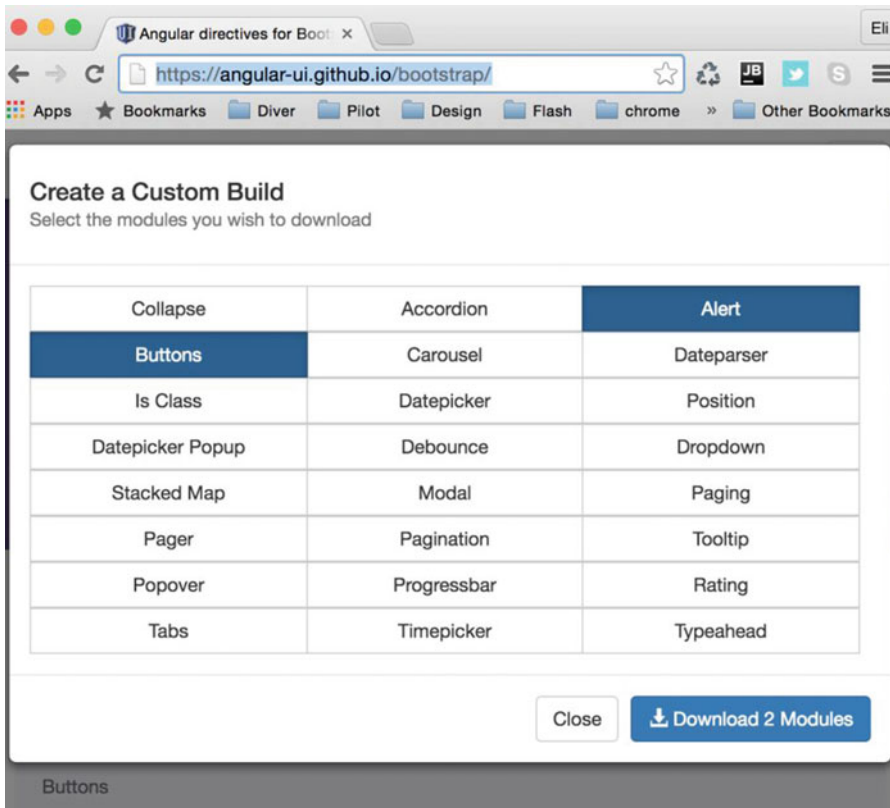 Angular directives for Boot
Eli
https://angular-ui.github.io/bootstrap/
JB
S
Apps
Bookmarks
Diver
Pilot
Design
Flash
chrome
»
Other Bookmarks
Create a Custom Build
Select the modules you wish to download
Collapse Accordion Alert
Buttons Carousel Dateparser
Is Class Datepicker Position
Datepicker Popup Debounce Dropdown
Stacked Map Modal Paging
Pager Pagination Tooltip
Popover Progressbar Rating
Tabs Timepicker Typeahead
Close Download 2 Modules
Buttons